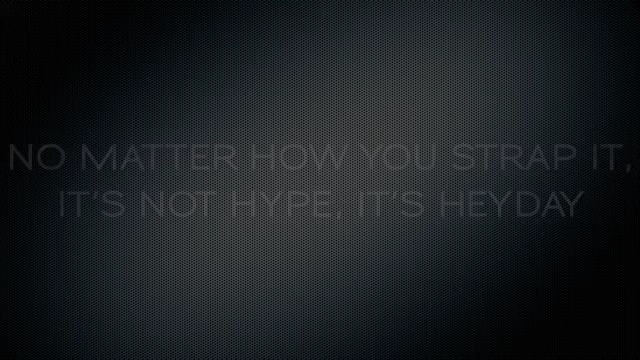 NO MATTER HOW YOU STRAP IT,
IT'S NOT HYPE, IT'S HEYDAY